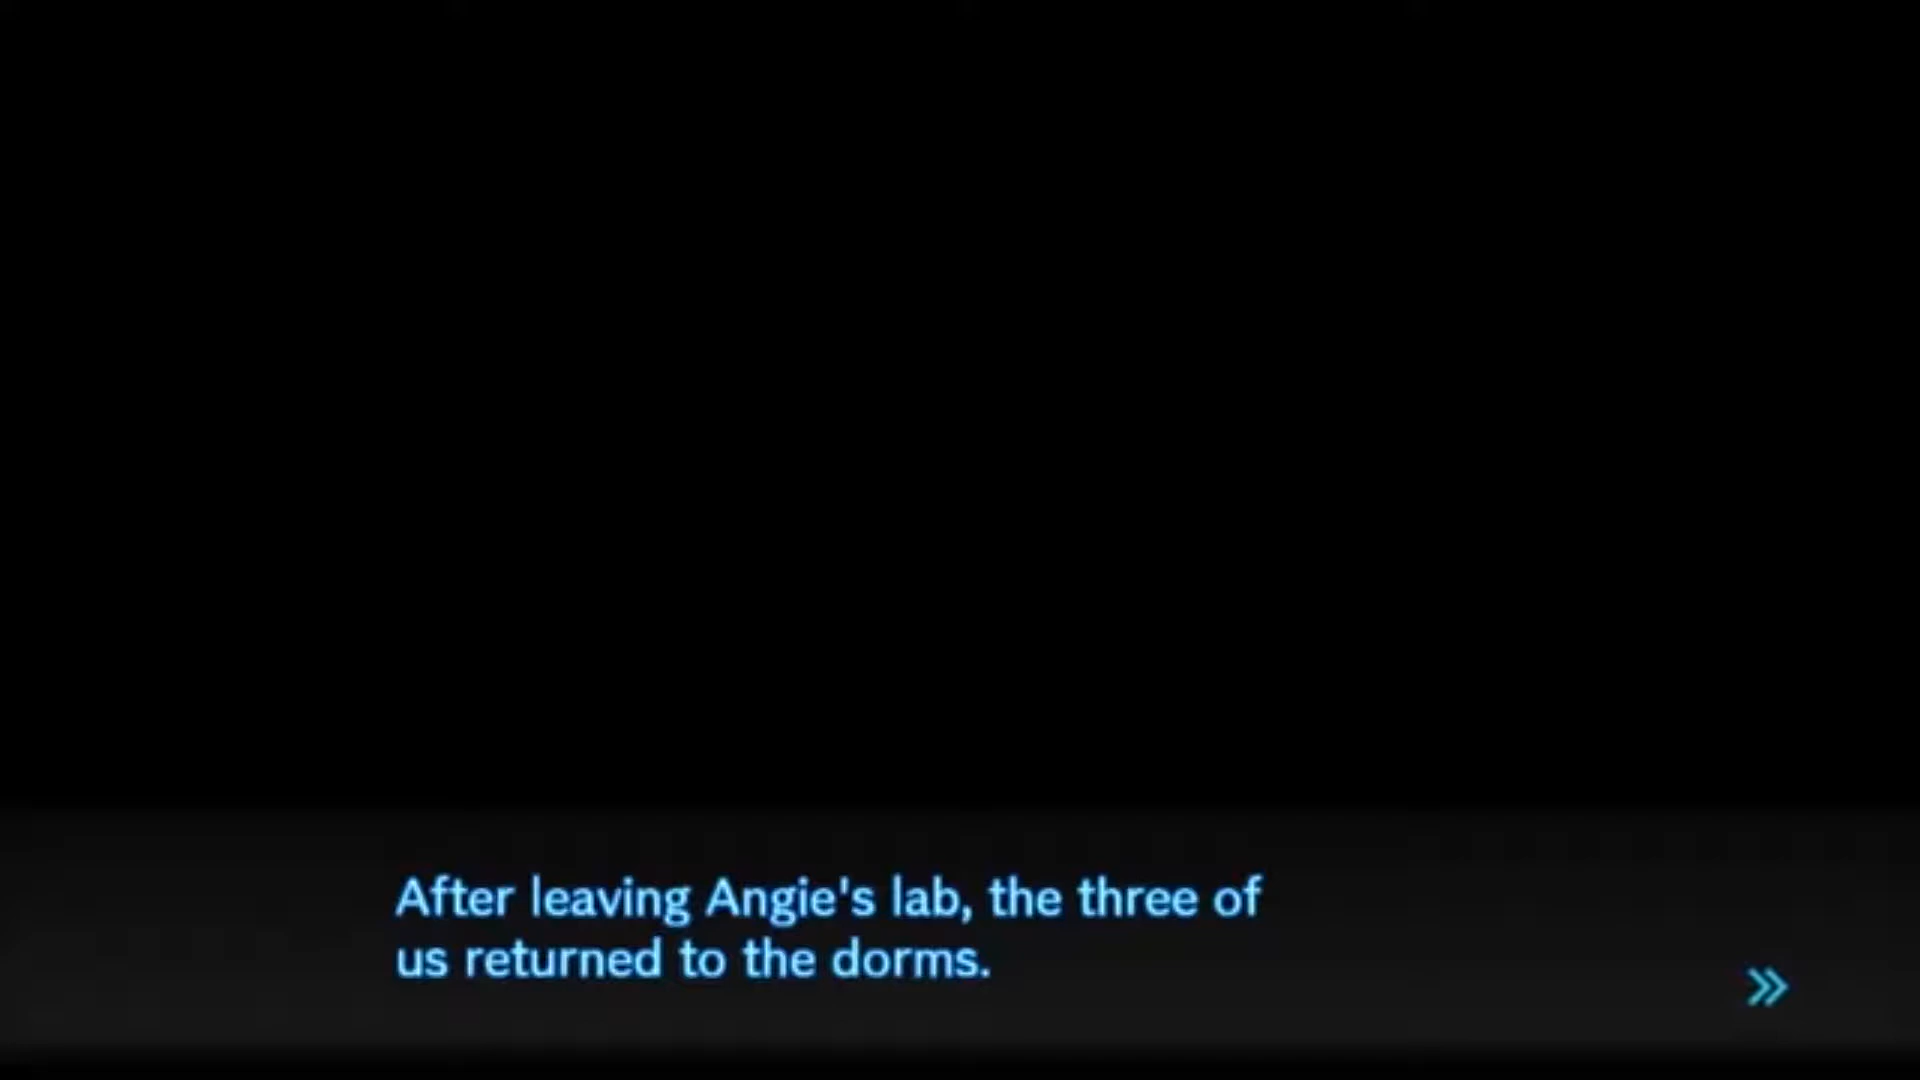 After leaving Angie's lab, the three of
us returned to the dorms.